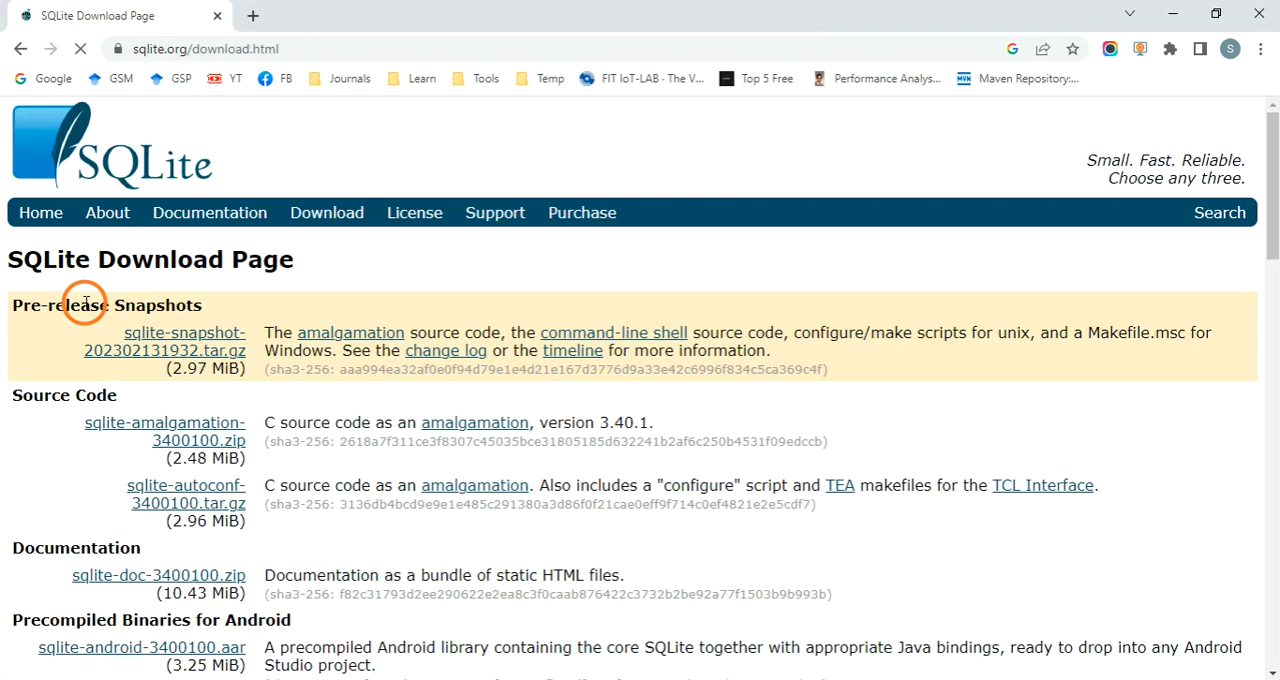 SQLite Download Page
sqlite.org/download.html
S
Google GSM GSP YT FB Journals Learn Tools Temp FIT IoT-LAB · The V... Top 5 Free Performance Analys... MVN Maven Repository:...
SQLite
Small. Fast. Reliable.
Choose any three.
Home About Documentation Download License Support Purchase Search
SQLite Download Page
Pre-release Snapshots
sqlite-snapshot- The amalgamation source code, the command-line shell source code, configure/make scripts for unix, and a Makefile.msc for
202302131932.tar.gz Windows. See the change log or the timeline for more information.
(2.97 MiB) (sha3-256: aaa994ea32af0e0f94d79e1e4d21e167d3776d9a33e42c6996f834c5ca369c4f)
Source Code
sqlite-amalgamation- C source code as an amalgamation, version 3.40.1.
3400100.zip (sha3-256: 2618a7f311ce3f8307c45035bce31805185d632241b2af6c250b4531f09edccb)
(2.48 MiB)
sqlite-autoconf- C source code as an amalgamation. Also includes a "configure" script and TEA makefiles for the TCL Interface.
3400100.tar.gz (sha3-256: 3136db4bcd9e9e1e485c291380a3d86f0f21cae0eff9f714c0ef4821e2e5cdf7)
(2.96 MiB)
Documentation
sqlite-doc-3400100.zip Documentation as a bundle of static HTML files.
(10.43 MiB) (sha3-256: f82c31793d2ee290622e2ea8c3f0caab876422c3732b2be92a77f1503b9b993b)
Precompiled Binaries for Android
sqlite-android-3400100.aar A precompiled Android library containing the core SQLite together with appropriate Java bindings, ready to drop into any Android
(3.25 MiB) Studio project.